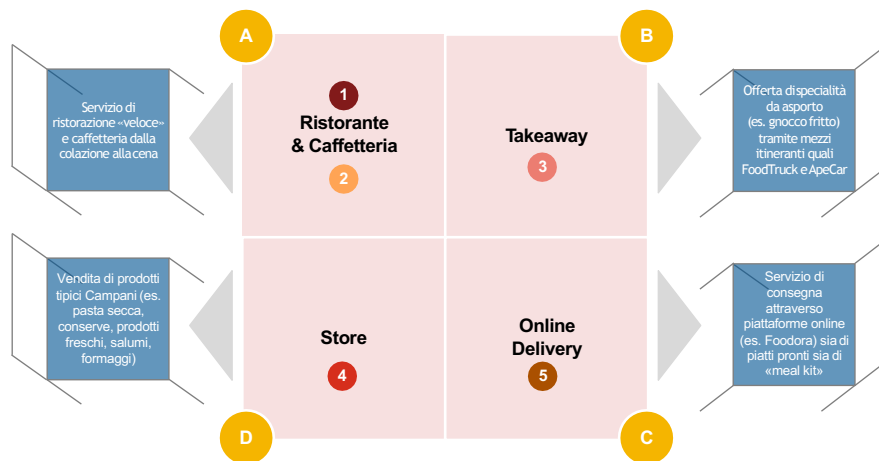 A
B
Servizio di
ristorazione «veloce»
e caffetteria dalla
colazione alla cena
1
Ristorante
& Caffetteria
2
Takeaway
3
Offerta di specialità
da asporto
(es. gnocco fritto)
tramite mezzi
itineranti quali
FoodTruck e ApeCar
Vendita di prodotti
tipici Campani (es.
pasta secca,
conserve, prodotti
freschi, salumi,
formaggi)
Store
4
Online
Delivery
5
Servizio di
consegna
attraverso
piattaforme online
(es. Foodora) sia di
piatti pronti sia di
«meal kit»
D
C